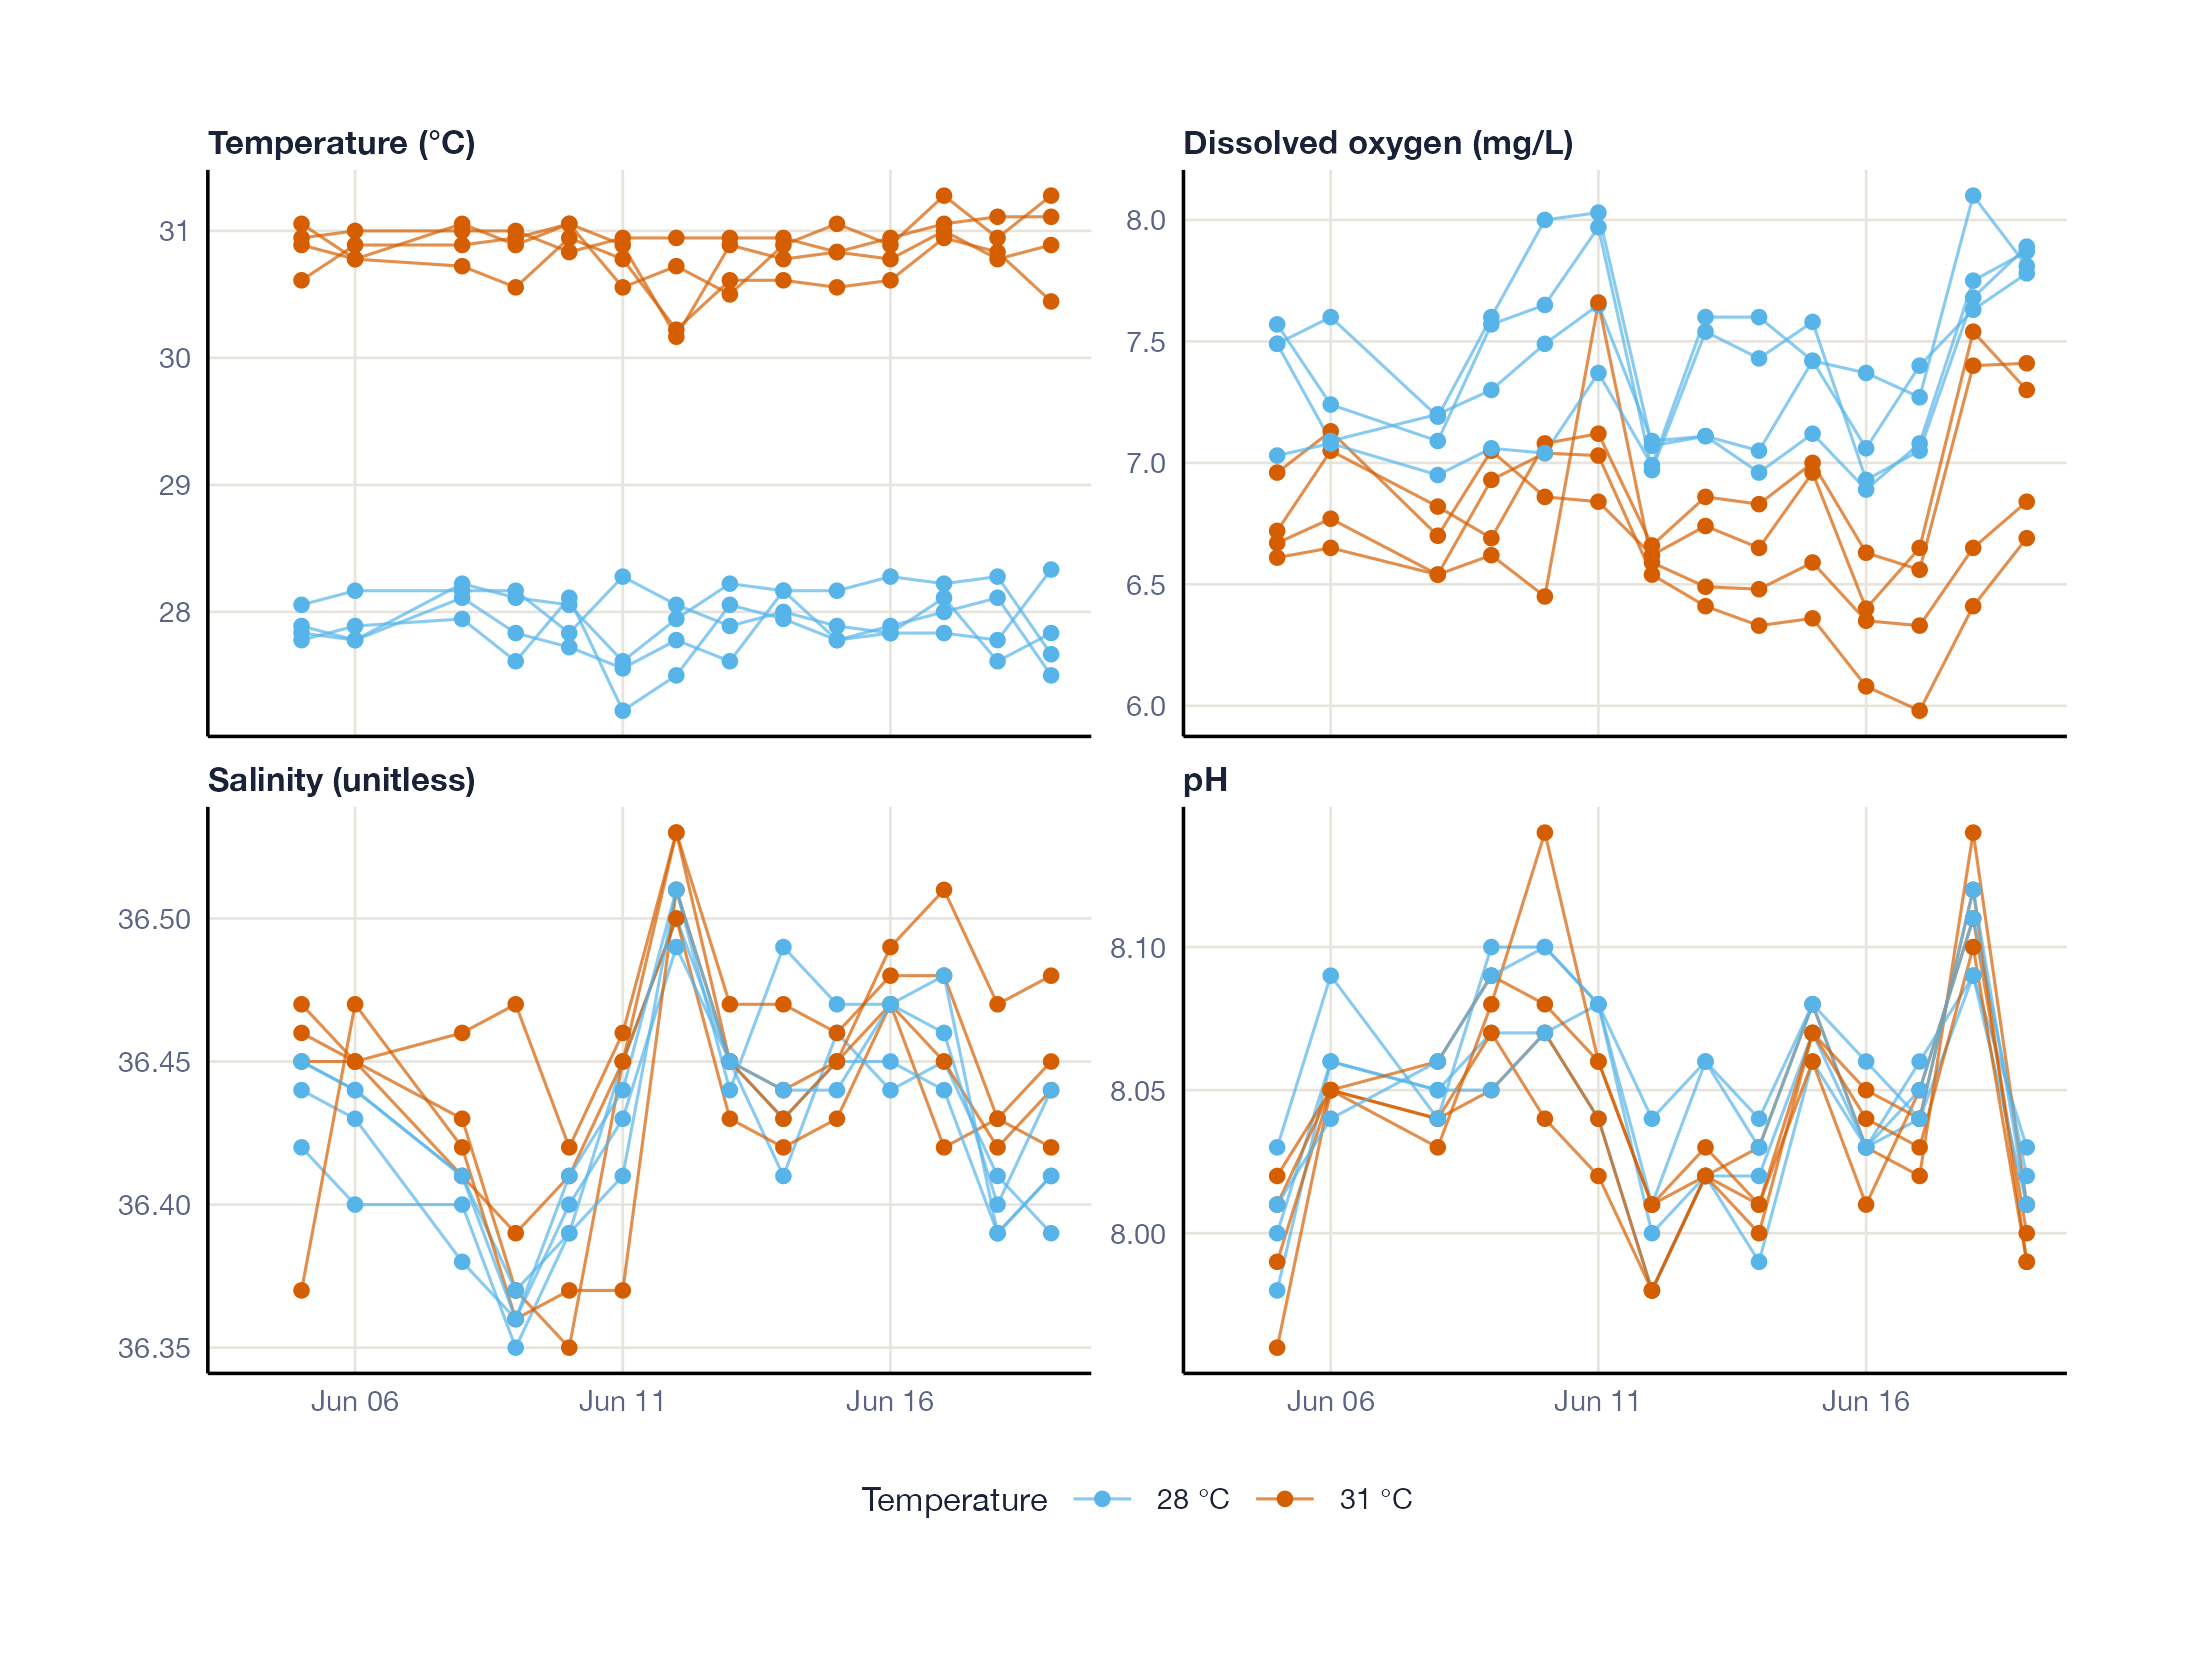 Temperature (°C)
31
30
29
28
Dissolved oxygen (mg/L)
8.0
7.5
7.0
6.5
6.0
Salinity (unitless)
36.50
36.45
36.40
36.35
Jun 06 Jun 11 Jun 16
pH
8.10
8.05
8.00
Jun 06 Jun 11 Jun 16
Temperature 28 °C 31 °C